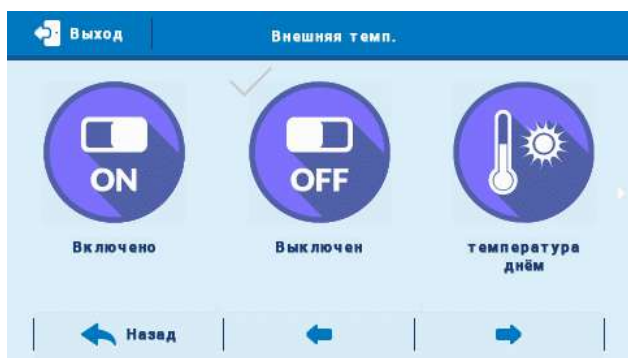 Выход
Внешняя темп.
ON
OFF
Включено
Выключен
температура
днём
Назад